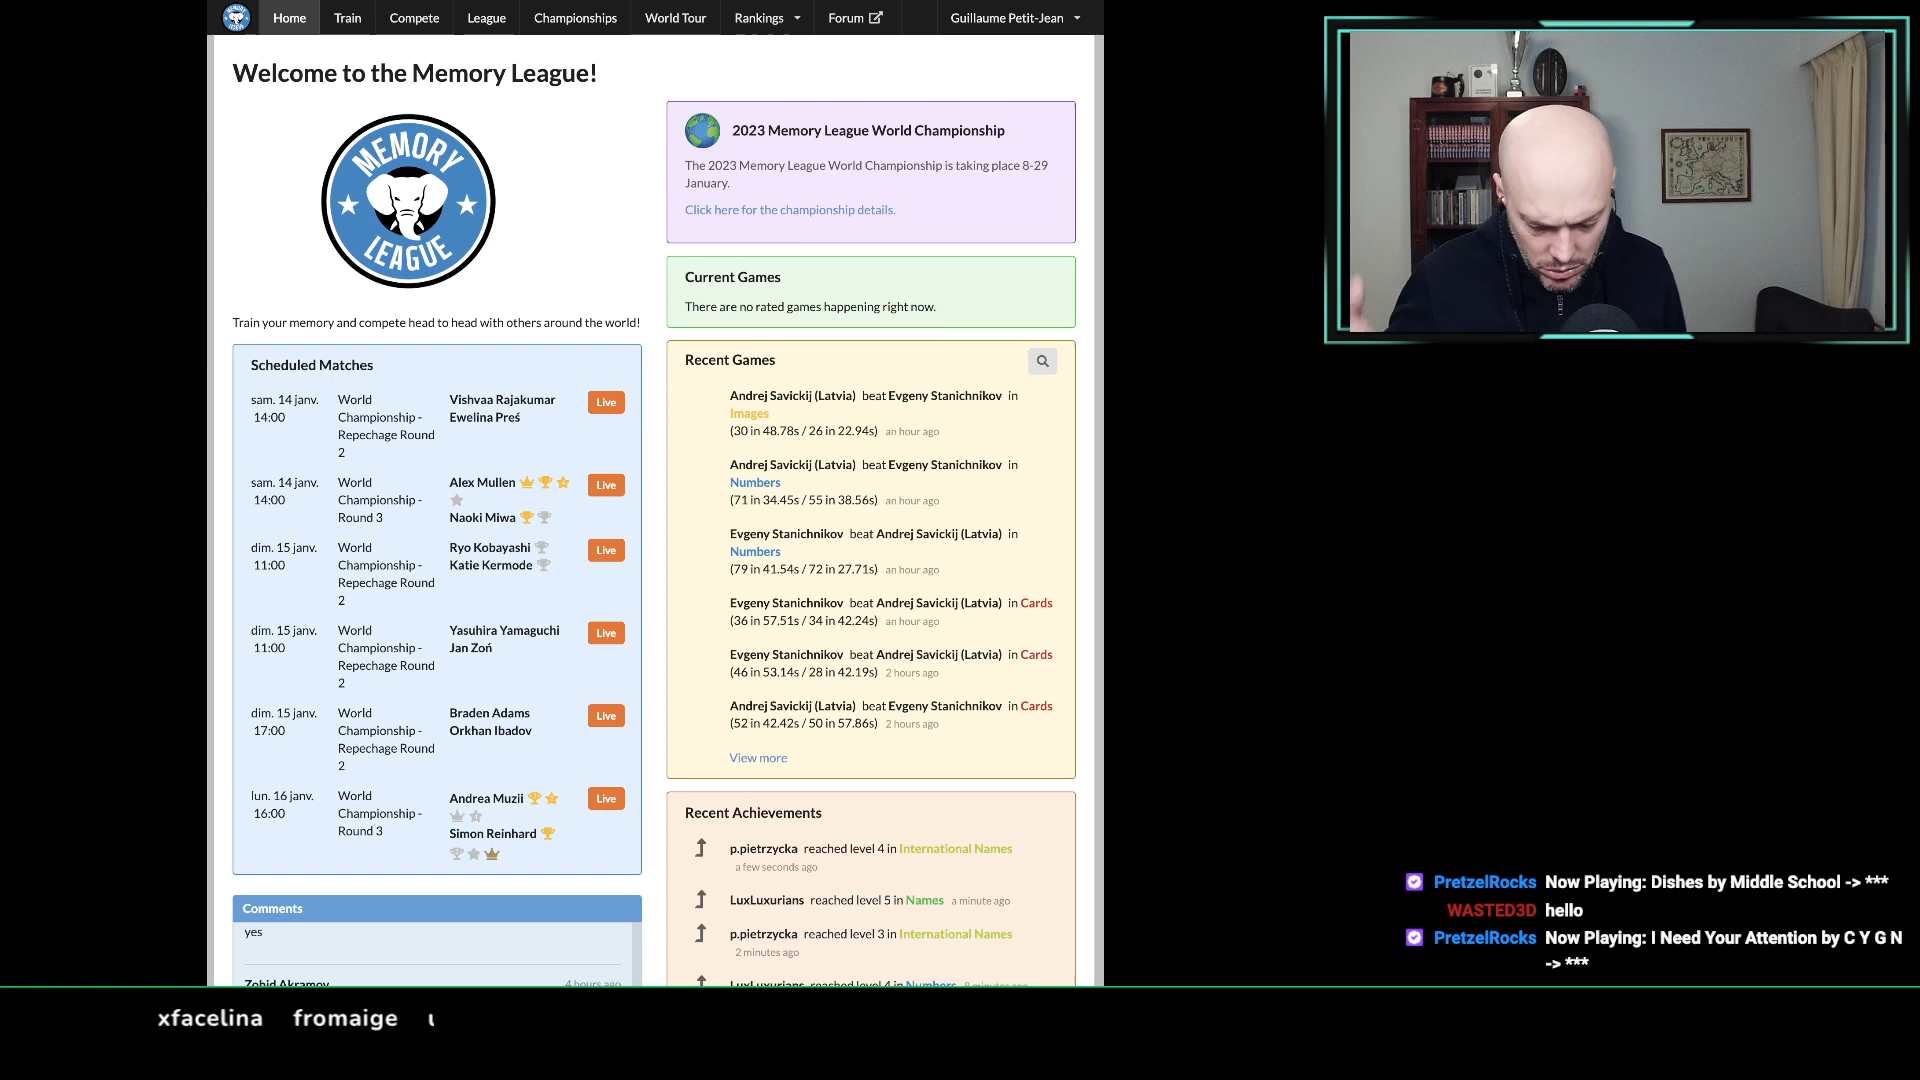 Home Train Compete League Championships World Tour Rankings Forum Guillaume Petit-Jean
Welcome to the Memory League!
MEMORY
LEAGUE
Train your memory and compete head to head with others around the world!
Scheduled Matches
sam. 14 janv. 14:00 World Championship - Repechage Round 2 Vishvaa Rajakumar Ewelina Preś Live
sam. 14 janv. 14:00 World Championship - Round 3 Alex Mullen Naoki Miwa Live
dim. 15 janv. 11:00 World Championship - Repechage Round 2 Ryo Kobayashi Katie Kermode Live
dim. 15 janv. 11:00 World Championship - Repechage Round 2 Yasuhira Yamaguchi Jan Zoń Live
dim. 15 janv. 17:00 World Championship - Repechage Round 2 Braden Adams Orkhan Ibadov Live
lun. 16 janv. 16:00 World Championship - Round 3 Andrea Muzii Simon Reinhard Live
Comments
yes
Zohid Akramov 4 hours ago
2023 Memory League World Championship
The 2023 Memory League World Championship is taking place 8-29
January.
Click here for the championship details.
Current Games
There are no rated games happening right now.
Recent Games
Andrej Savickij (Latvia) beat Evgeny Stanichnikov in
Images
(30 in 48.78s / 26 in 22.94s) an hour ago
Andrej Savickij (Latvia) beat Evgeny Stanichnikov in
Numbers
(71 in 34.45s / 55 in 38.56s) an hour ago
Evgeny Stanichnikov beat Andrej Savickij (Latvia) in
Numbers
(79 in 41.54s / 72 in 27.71s) an hour ago
Evgeny Stanichnikov beat Andrej Savickij (Latvia) in Cards
(36 in 57.51s / 34 in 42.24s) an hour ago
Evgeny Stanichnikov beat Andrej Savickij (Latvia) in Cards
(46 in 53.14s / 28 in 42.19s) 2 hours ago
Andrej Savickij (Latvia) beat Evgeny Stanichnikov in Cards
(52 in 42.42s / 50 in 57.86s) 2 hours ago
View more
Recent Achievements
p.pietrzycka reached level 4 in International Names
a few seconds ago
LuxLuxurians reached level 5 in Names a minute ago
p.pietrzycka reached level 3 in International Names
2 minutes ago
LuxLuxurians reached level 4 in Numbers
PretzelRocks Now Playing: Dishes by Middle School -> ***
WASTED3D hello
PretzelRocks Now Playing: I Need Your Attention by C Y G N
-> ***
xfacelina fromaige